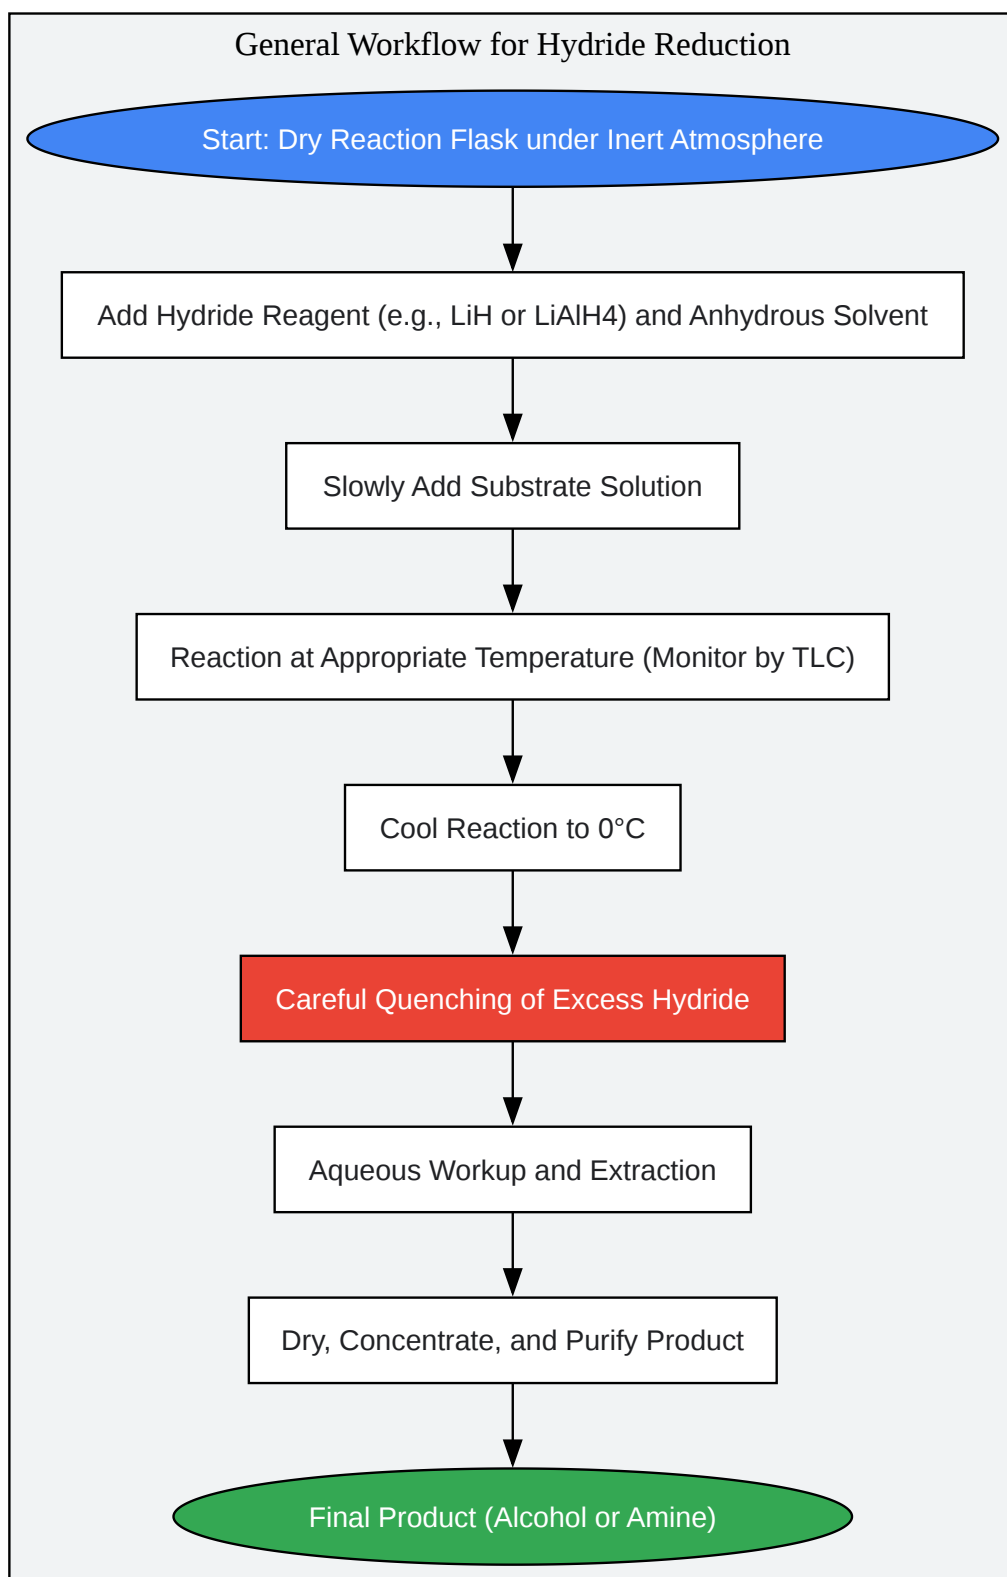 General Workflow for Hydride Reduction
Start: Dry Reaction Flask under Inert Atmosphere
Add Hydride Reagent (e.g., LiH or LiAlH4) and Anhydrous Solvent
Slowly Add Substrate Solution
Reaction at Appropriate Temperature (Monitor by TLC)
Cool Reaction to 0°C
Careful Quenching of Excess Hydride
Aqueous Workup and Extraction
Dry, Concentrate, and Purify Product
Final Product (Alcohol or Amine)